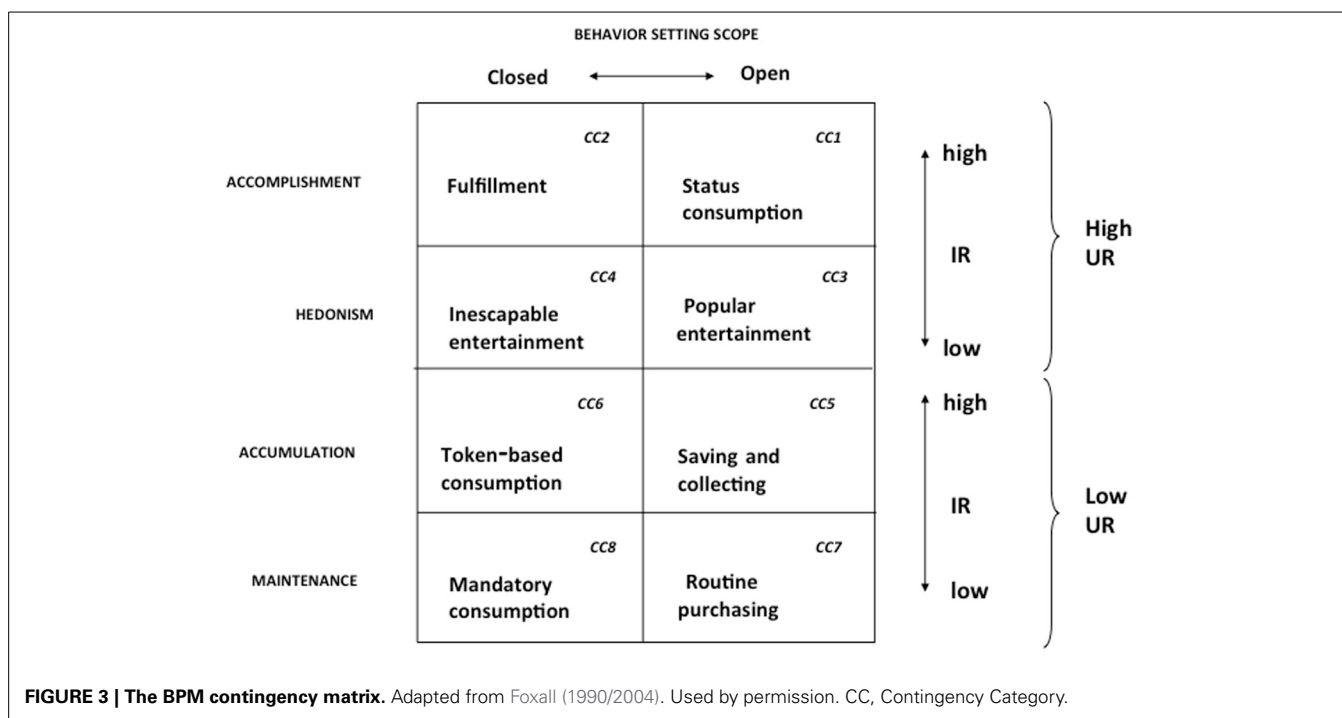 BEHAVIOR SETTING SCOPE
Closed Open
CC2 CC1
high
ACCOMPLISHMENT
Fulfillment
Status
consumption
High
UR
IR
CC4 CC3
HEDONISM
Inescapable
entertainment
Popular
entertainment
low
CC6 CC5
high
ACCUMULATION
Token-based
consumption
Saving and
collecting
Low
UR
IR
CC8 CC7
MAINTENANCE
Mandatory
consumption
Routine
purchasing
low
FIGURE 3 | The BPM contingency matrix. Adapted from Foxall (1990/2004). Used by permission. CC, Contingency Category.